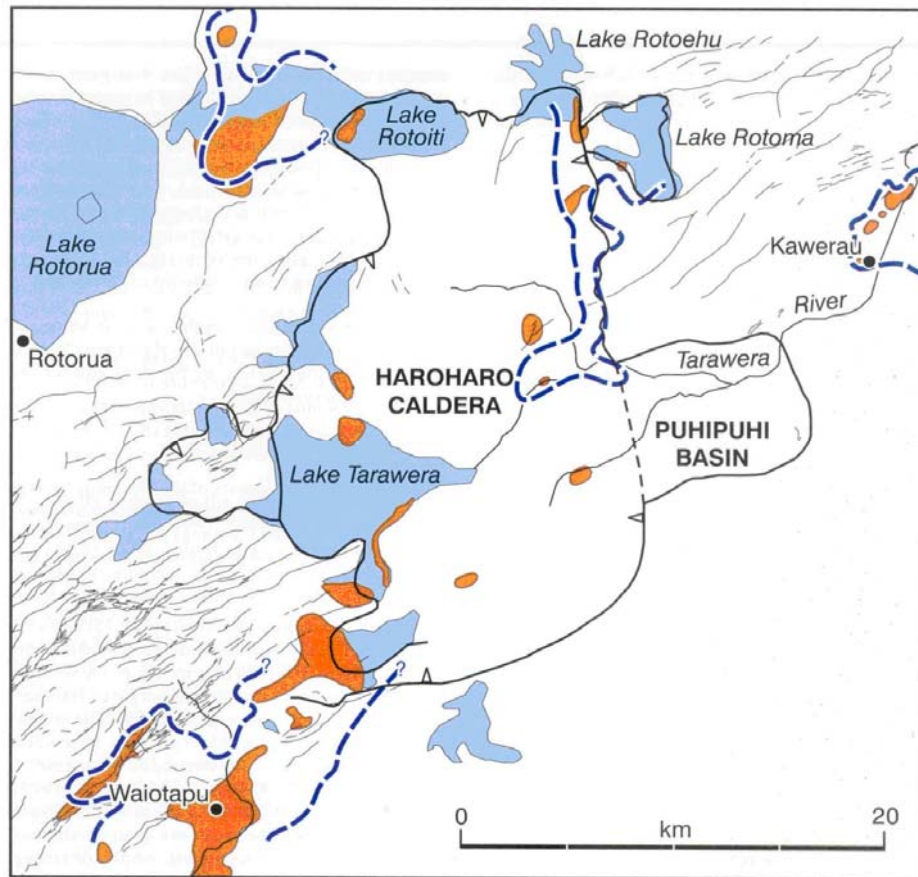 Lake Rotoehu
?
Lake
Rotoiti
Lake Rotoma
Lake
Rotorua
Kawerau
River
Rotorua
Tarawera
HAROHARO
CALDERA
PUHIPUHI
BASIN
Lake Tarawera
?
?
Waiotapu
0
20
km